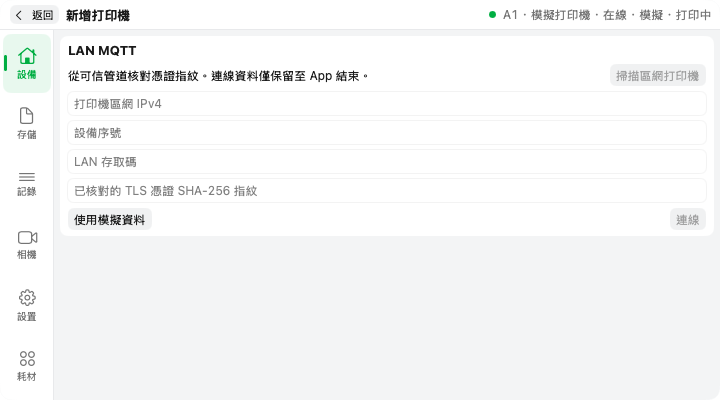 返回 新增打印機
A1 · 模擬打印機 · 在線 · 模擬 · 打印中
設備
存儲
記錄
相機
設置
耗材
LAN MQTT
從可信管道核對憑證指紋。連線資料僅保留至 App 結束。
掃描區網打印機
打印機區網 IPv4
設備序號
LAN 存取碼
已核對的 TLS 憑證 SHA-256 指紋
使用模擬資料
連線